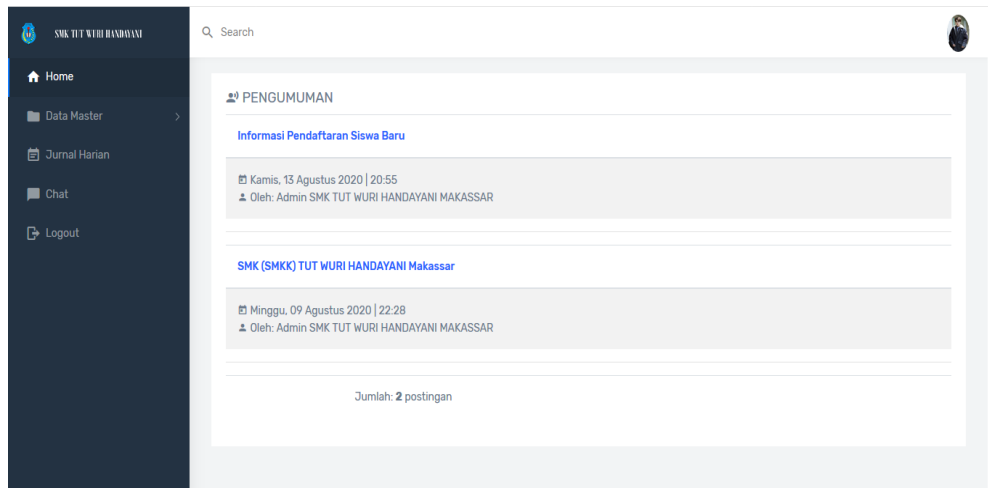 SMK TUT WURI HANDAYANI
Search
Home
Data Master
Jurnal Harian
Chat
Logout
PENGUMUMAN
Informasi Pendaftaran Siswa Baru
Kamis, 13 Agustus 2020 | 20:55
Oleh: Admin SMK TUT WURI HANDAYANI MAKASSAR
SMK (SMKK) TUT WURI HANDAYANI Makassar
Minggu, 09 Agustus 2020 | 22:28
Oleh: Admin SMK TUT WURI HANDAYANI MAKASSAR
Jumlah: 2 postingan